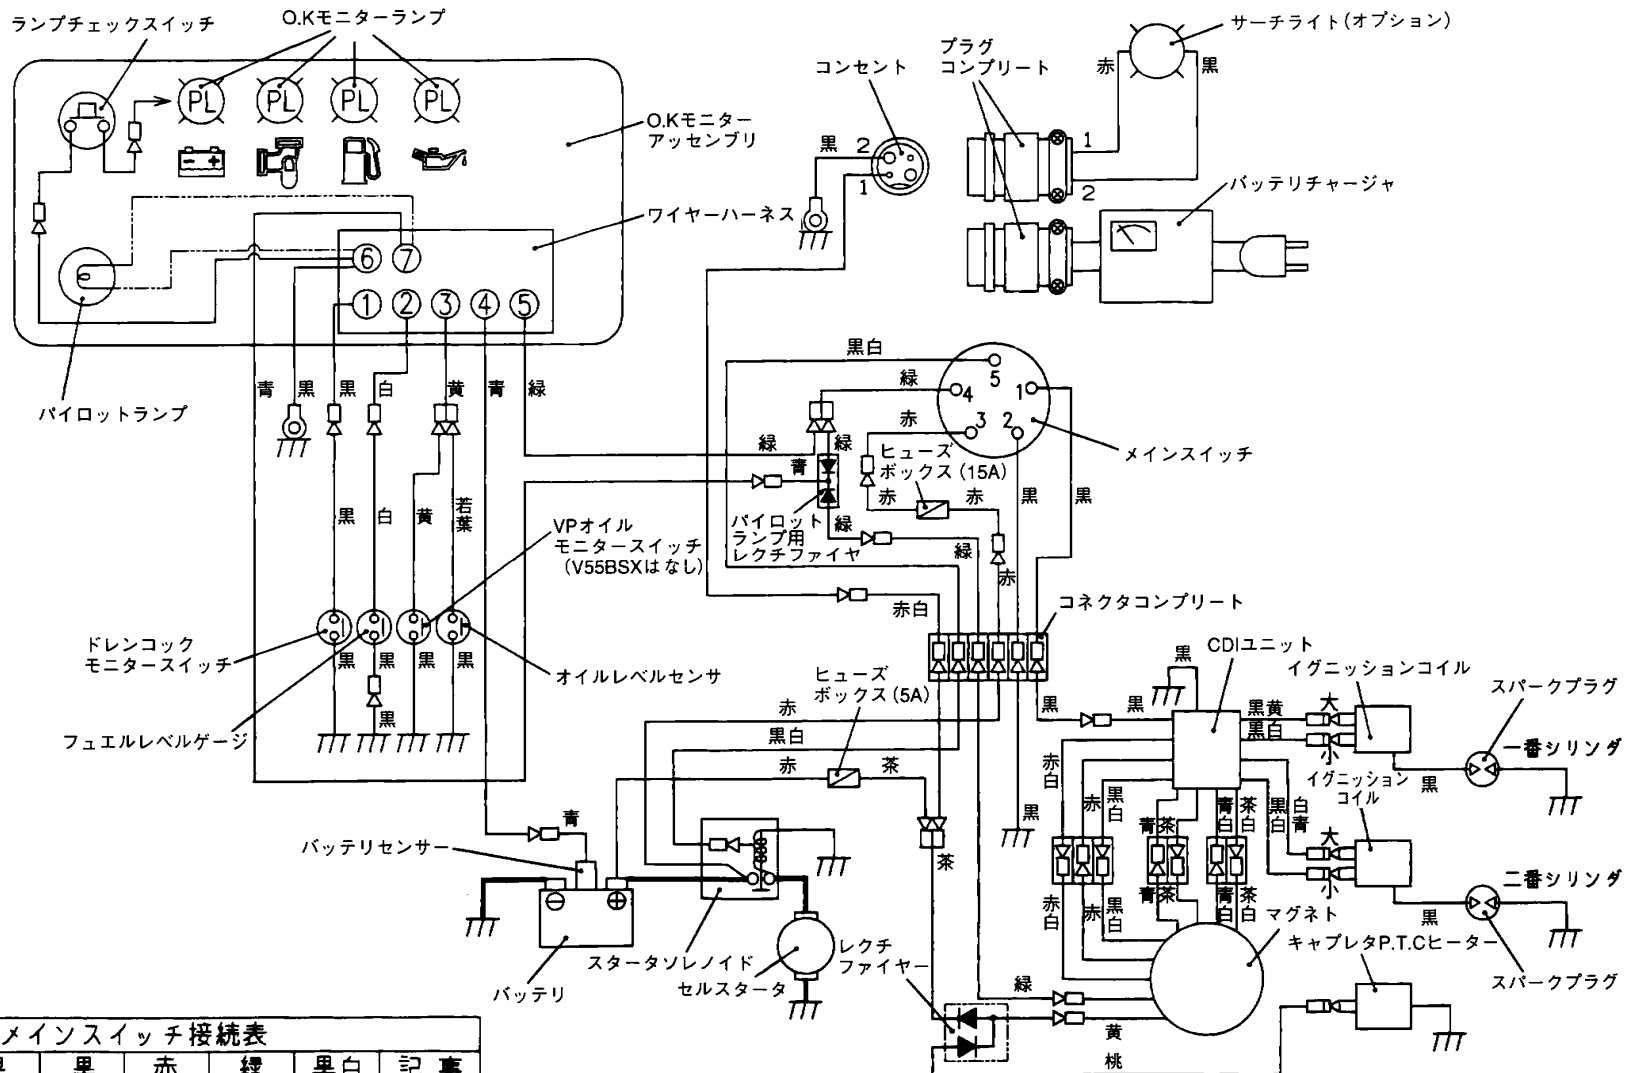 ランプチェックスイッチ
O.Kモニターランプ
PL
PL
PL
PL
O.Kモニター
アッセンブリ
ワイヤーハーネス
6
7
1
2
3
4
5
パイロットランプ
青
黒
黒
白
黄
青
緑
黒
白
黄
若葉
VPオイル
モニタースイッチ
(V55BSXはなし)
ドレンコック
モニタースイッチ
黒
黒
黒
黒
オイルレベルセンサ
フュエルレベルゲージ
黒
コンセント
黒
2
1
プラグ
コンプリート
サーチライト(オプション)
赤
黒
1
2
バッテリチャージャ
黒白
緑
赤
5
4
1
3
2
メインスイッチ
緑
緑
青
ヒューズ
ボックス(15A)
赤
赤
黒
黒
パイロット
ランプ用
レクチファイヤ
緑
緑
赤
赤白
コネクタコンプリート
ヒューズ
ボックス(5A)
赤
黒白
赤
茶
黒
黒
黒
黒
CDIユニット
イグニッションコイル
スパークプラグ
黒黄
黒白
大
小
一番シリンダ
黒
イグニッション
コイル
赤白
赤
黒白
青
茶
青白
茶白
黒白
白青
大
小
二番シリンダ
黒
スパークプラグ
赤白
赤
黒白
青
茶
青白
茶白
マグネト
キャブレタP.T.Cヒーター
青
バッテリセンサー
バッテリ
スタータソレノイド
セルスタータ
茶
レクチ
ファイヤー
緑
黄
桃
メインスイッチ接続表
黒
赤
緑
黒白
記事